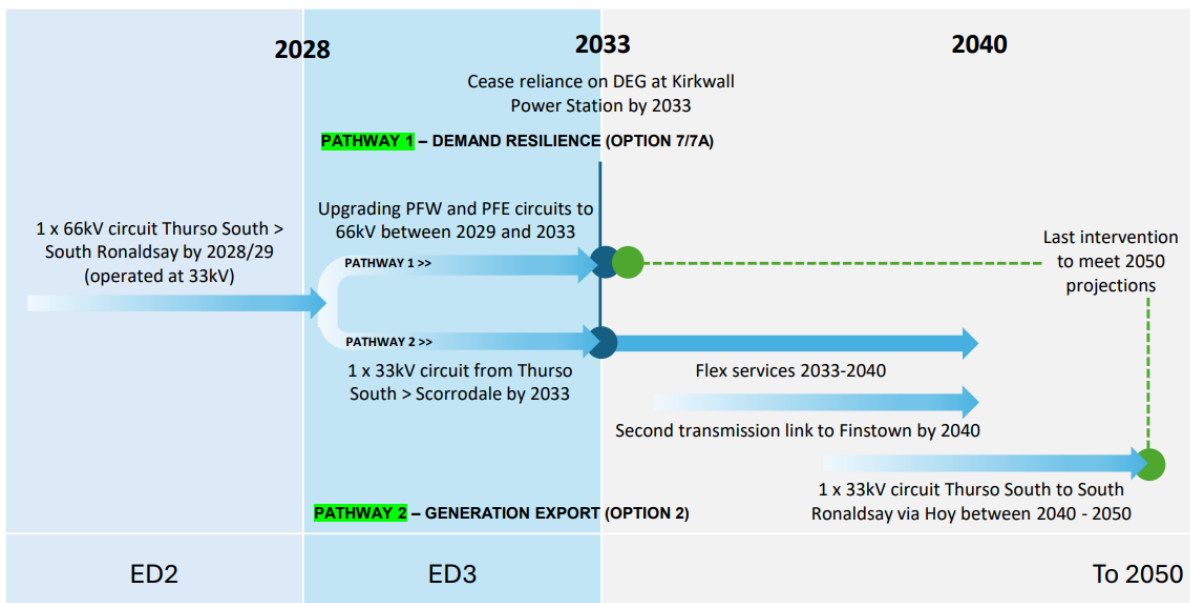 2028
2033
2040
Cease reliance on DEG at Kirkwall
Power Station by 2033
PATHWAY 1 – DEMAND RESILIENCE (OPTION 7/7A)
1 x 66kV circuit Thurso South >
South Ronaldsay by 2028/29
(operated at 33kV)
Upgrading PFW and PFE circuits to
66kV between 2029 and 2033
PATHWAY 1 >>
Last intervention
to meet 2050
projections
PATHWAY 2 >>
1 x 33kV circuit from Thurso
South > Scorrodale by 2033
Flex services 2033-2040
Second transmission link to Finstown by 2040
1 x 33kV circuit Thurso South to South
Ronaldsay via Hoy between 2040 - 2050
PATHWAY 2 – GENERATION EXPORT (OPTION 2)
ED2
ED3
To 2050